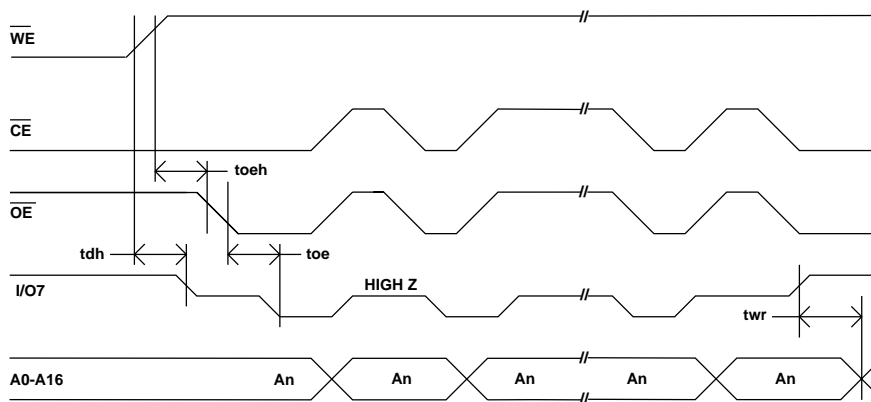 WE
CE
toeh
OE
tdh
toe
I/O7
HIGH Z
twr
A0-A16
An
An
An
An
An